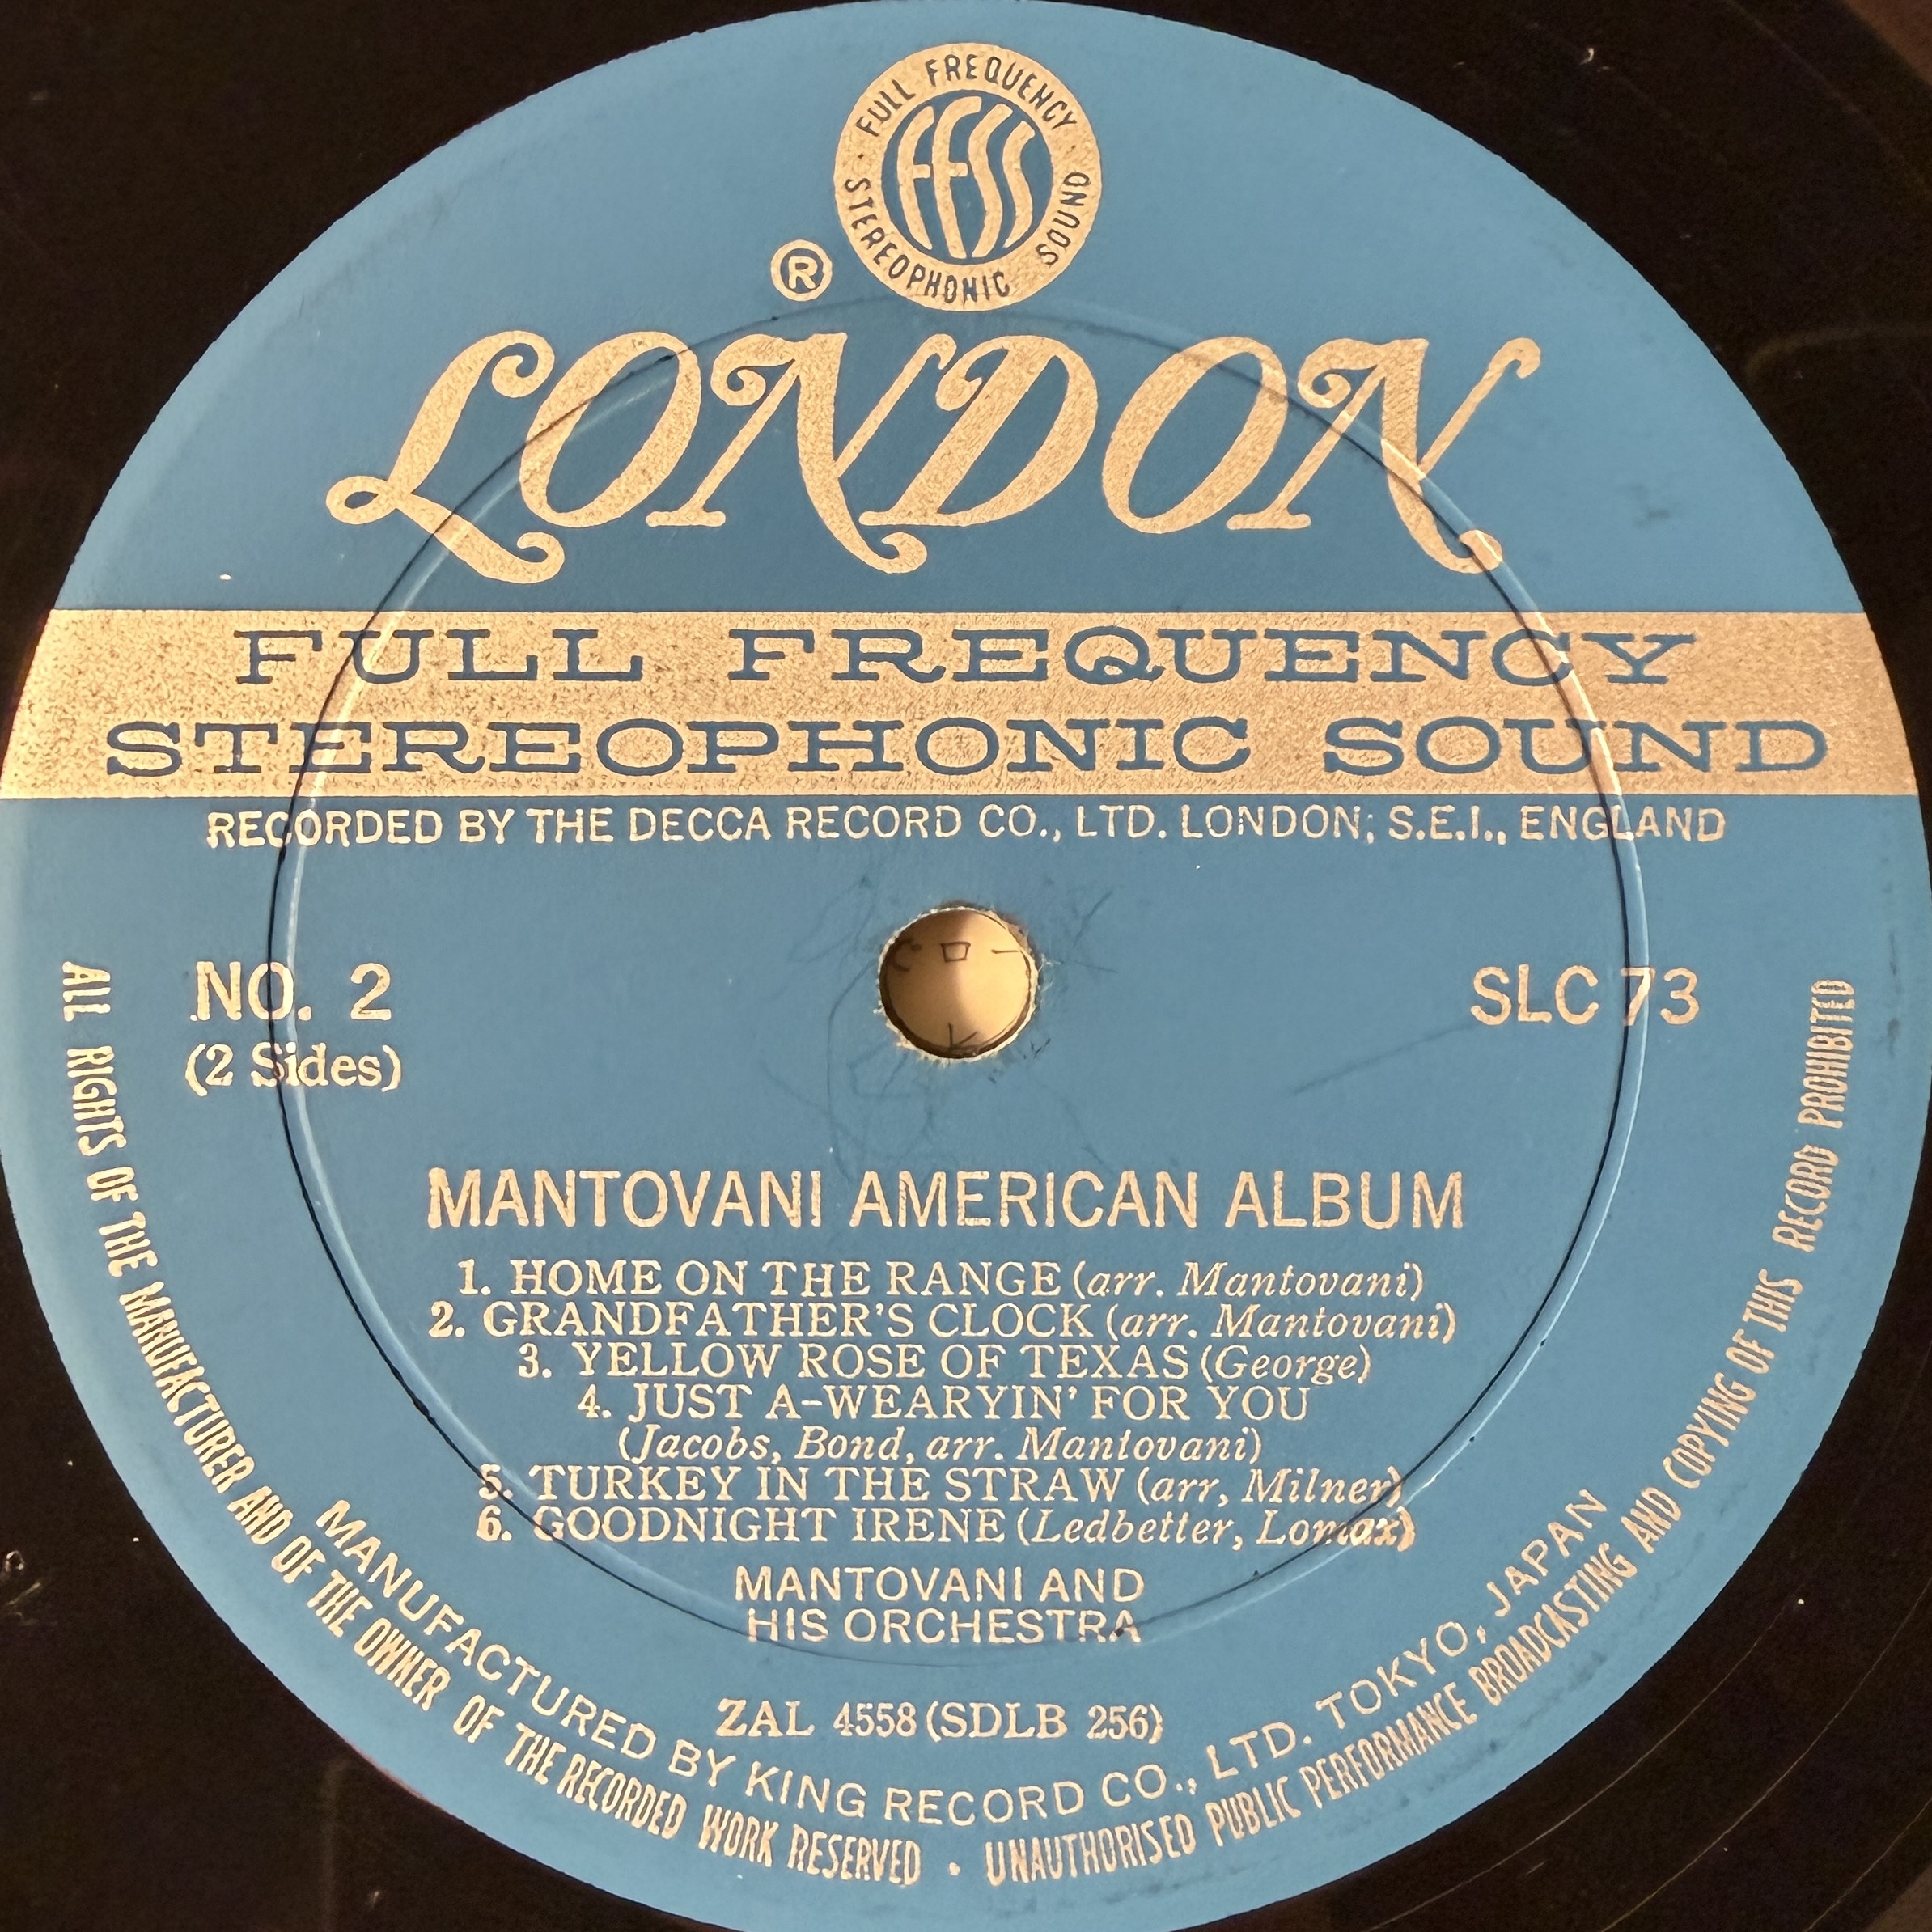 FULL FREQUENCY
ffss
STEREOPHONIC SOUND
®
LONDON
FULL FREQUENCY
STEREOPHONIC SOUND
RECORDED BY THE DECCA RECORD CO., LTD. LONDON; S.E.I., ENGLAND
NO. 2
(2 Sides)
SLC 73
MANTOVANI AMERICAN ALBUM
1. HOME ON THE RANGE (arr. Mantovani)
2. GRANDFATHER'S CLOCK (arr. Mantovani)
3. YELLOW ROSE OF TEXAS (George)
4. JUST A-WEARYIN' FOR YOU
(Jacobs, Bond, arr. Mantovani)
5. TURKEY IN THE STRAW (arr, Milner)
6. GOODNIGHT IRENE (Ledbetter, Lomax)
MANTOVANI AND
HIS ORCHESTRA
ZAL 4558 (SDLB 256)
MANUFACTURED BY KING RECORD CO., LTD. TOKYO, JAPAN
ALL RIGHTS OF THE MANUFACTURER AND OF THE OWNER OF THE RECORDED WORK RESERVED · UNAUTHORISED PUBLIC PERFORMANCE BROADCASTING AND COPYING OF THIS RECORD PROHIBITED